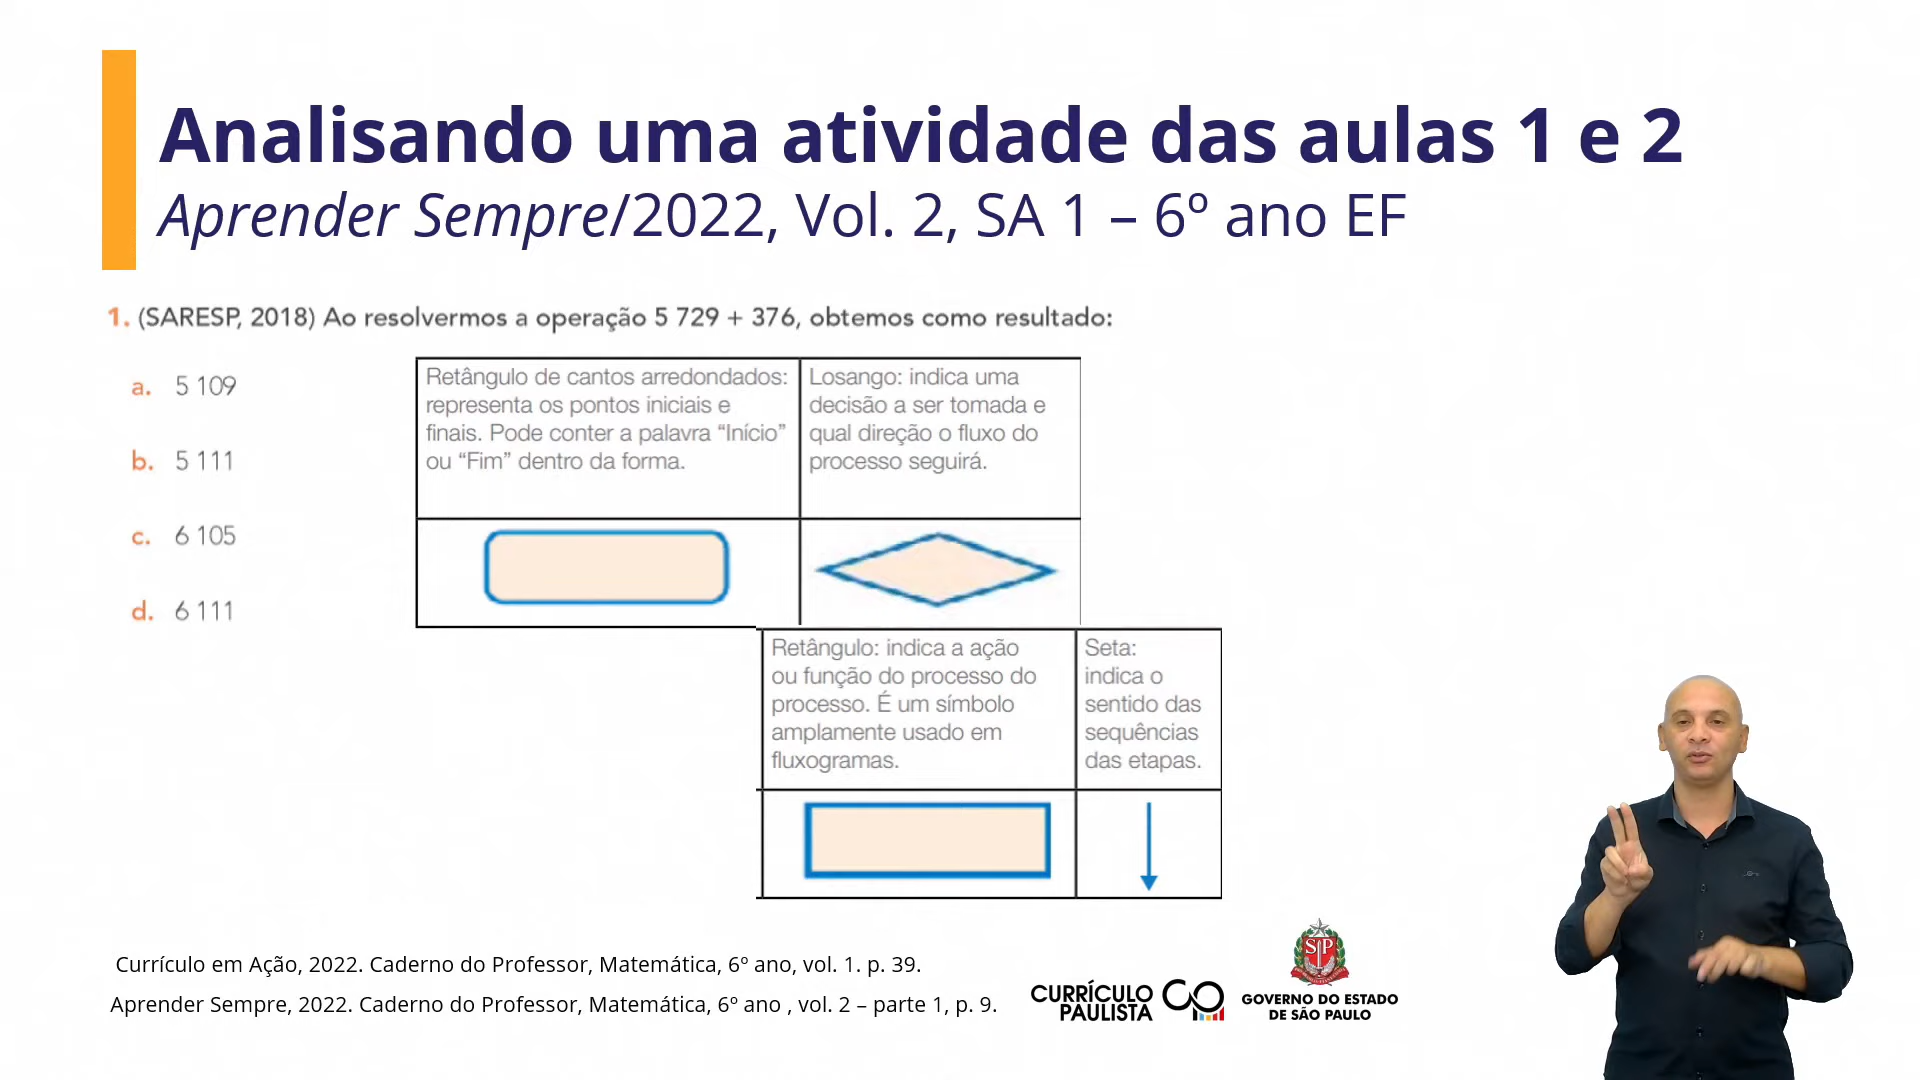 Analisando uma atividade das aulas 1 e 2
Aprender Sempre/2022, Vol. 2, SA 1 – 6º ano EF
1. (SARESP, 2018) Ao resolvermos a operação 5 729 + 376, obtemos como resultado:
a. 5 109
b. 5 111
c. 6 105
d. 6 111
Retângulo de cantos arredondados:
representa os pontos iniciais e
finais. Pode conter a palavra “Início”
ou “Fim” dentro da forma.
Losango: indica uma
decisão a ser tomada e
qual direção o fluxo do
processo seguirá.
Retângulo: indica a ação
ou função do processo do
processo. É um símbolo
amplamente usado em
fluxogramas.
Seta:
indica o
sentido das
sequências
das etapas.
Currículo em Ação, 2022. Caderno do Professor, Matemática, 6º ano, vol. 1. p. 39.
Aprender Sempre, 2022. Caderno do Professor, Matemática, 6º ano , vol. 2 – parte 1, p. 9.
CURRÍCULO
PAULISTA
SP
GOVERNO DO ESTADO
DE SÃO PAULO